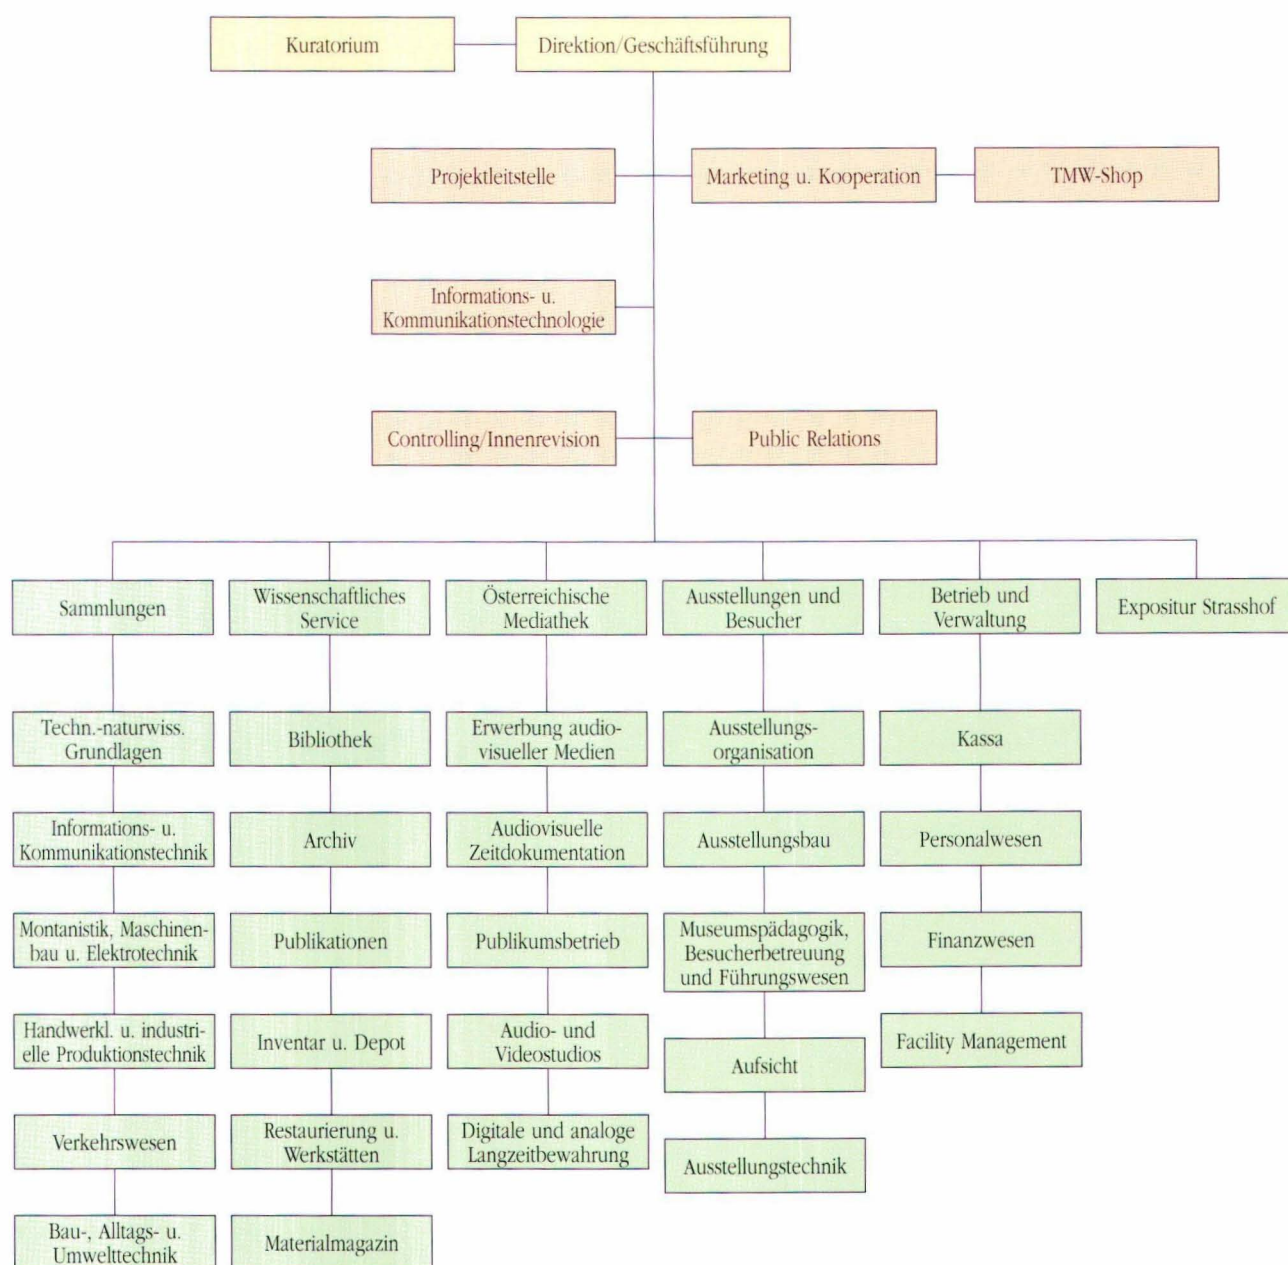 Kuratorium
Direktion/Geschäftsführung
Projektleitstelle
Marketing u. Kooperation
TMW-Shop
Informations- u.
Kommunikationstechnologie
Controlling/Innenrevision
Public Relations
Sammlungen
Wissenschaftliches
Service
Österreichische
Mediathek
Ausstellungen und
Besucher
Betrieb und
Verwaltung
Expositur Strasshof
Techn.-naturwiss.
Grundlagen
Bibliothek
Erwerbung audio-
visueller Medien
Ausstellungs-
organisation
Kassa
Informations- u.
Kommunikationstechnik
Archiv
Audiovisuelle
Zeitdokumentation
Ausstellungsbau
Personalwesen
Montanistik, Maschinen-
bau u. Elektrotechnik
Publikationen
Publikumsbetrieb
Museumspädagogik,
Besucherbetreuung
und Führungswesen
Finanzwesen
Handwerkl. u. industri-
elle Produktionstechnik
Inventar u. Depot
Audio- und
Videostudios
Aufsicht
Facility Management
Verkehrswesen
Restaurierung u.
Werkstätten
Digitale und analoge
Langzeitbewahrung
Ausstellungstechnik
Bau-, Alltags- u.
Umwelttechnik
Materialmagazin